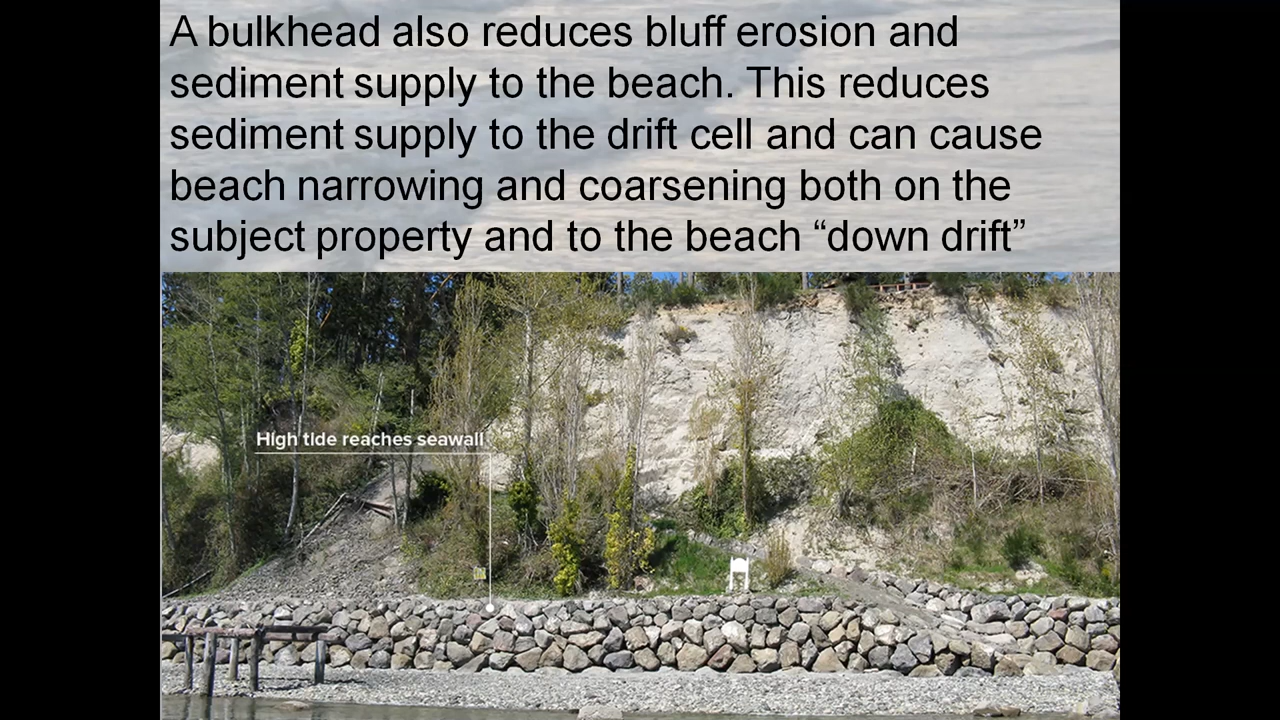 A bulkhead also reduces bluff erosion and
sediment supply to the beach. This reduces
sediment supply to the drift cell and can cause
beach narrowing and coarsening both on the
subject property and to the beach “down drift”
High tide reaches seawall